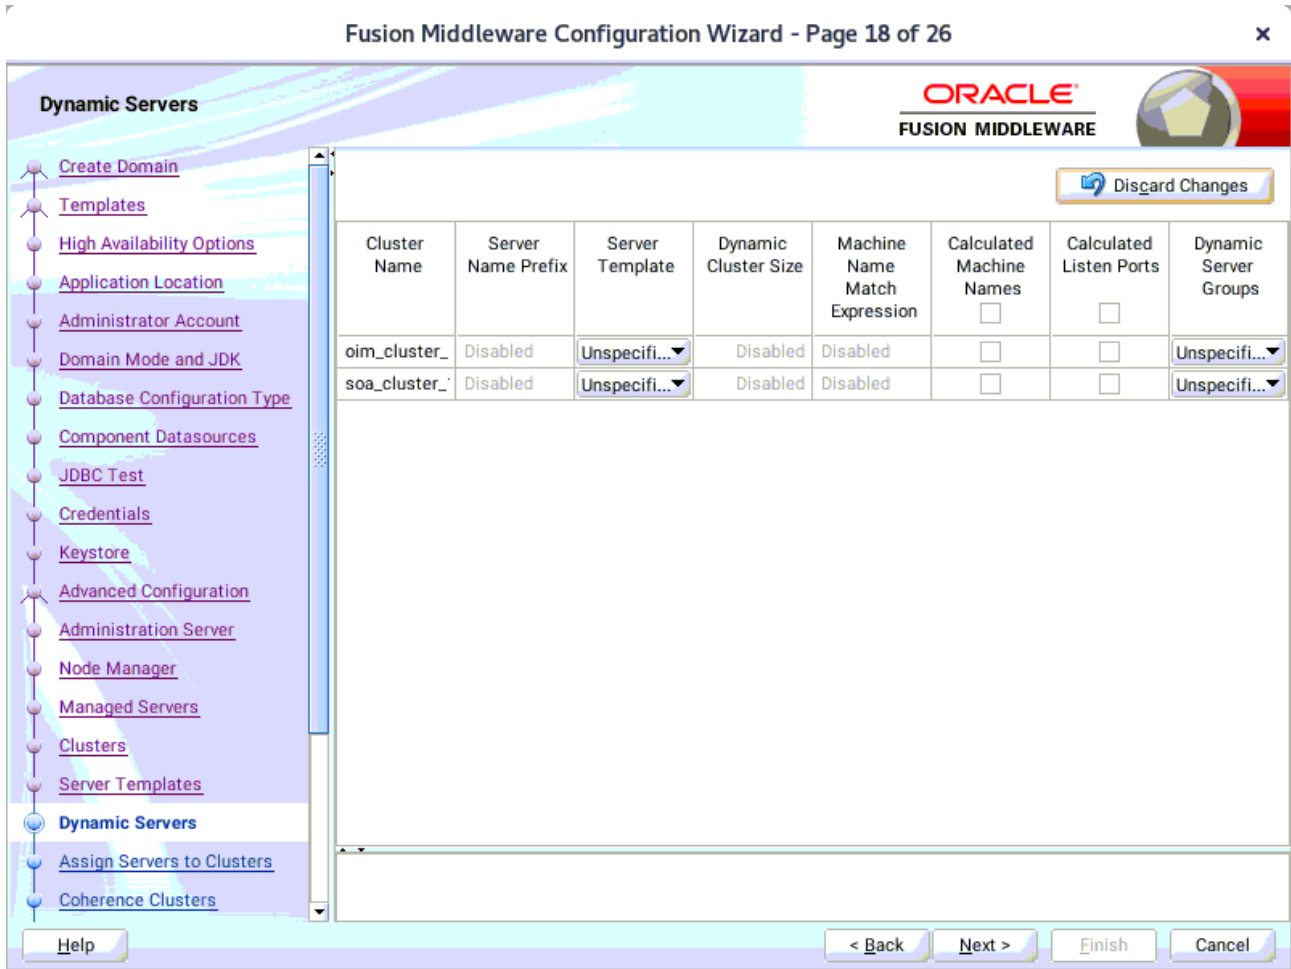 Fusion Middleware Configuration Wizard - Page 18 of 26
Dynamic Servers
ORACLE
FUSION MIDDLEWARE
Create Domain
Templates
High Availability Options
Application Location
Administrator Account
Domain Mode and JDK
Database Configuration Type
Component Datasources
JDBC Test
Credentials
Keystore
Advanced Configuration
Administration Server
Node Manager
Managed Servers
Clusters
Server Templates
Dynamic Servers
Assign Servers to Clusters
Coherence Clusters
Discard Changes
Cluster Name
Server Name Prefix
Server Template
Dynamic Cluster Size
Machine Name Match Expression
Calculated Machine Names
Calculated Listen Ports
Dynamic Server Groups
oim_cluster_ Disabled Unspecifi... Disabled Disabled Unspecifi...
soa_cluster_ Disabled Unspecifi... Disabled Disabled Unspecifi...
Help
< Back
Next >
Finish
Cancel